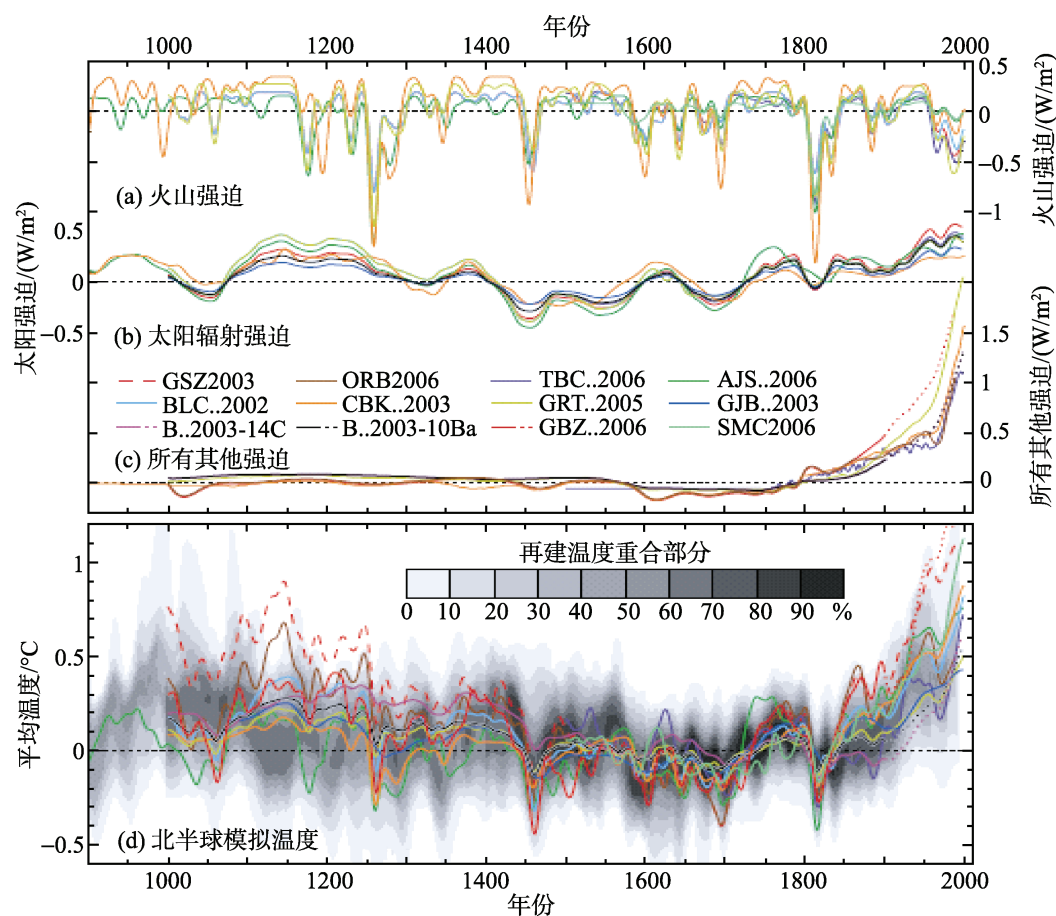 年份
1000 1200 1400 1600 1800 2000
0.5
0
−0.5
−1
火山强迫/(W/m²)
(a) 火山强迫
0.5
0
−0.5
太阳强迫/(W/m²)
(b) 太阳辐射强迫
1.5
1
0.5
0
所有其他强迫/(W/m²)
GSZ2003 ORB2006 TBC..2006 AJS..2006
BLC..2002 CBK..2003 GRT..2005 GJB..2003
B..2003-14C B..2003-10Ba GBZ..2006 SMC2006
(c) 所有其他强迫
再建温度重合部分
0 10 20 30 40 50 60 70 80 90 %
1
0.5
0
−0.5
平均温度/°C
(d) 北半球模拟温度
1000 1200 1400 1600 1800 2000
年份